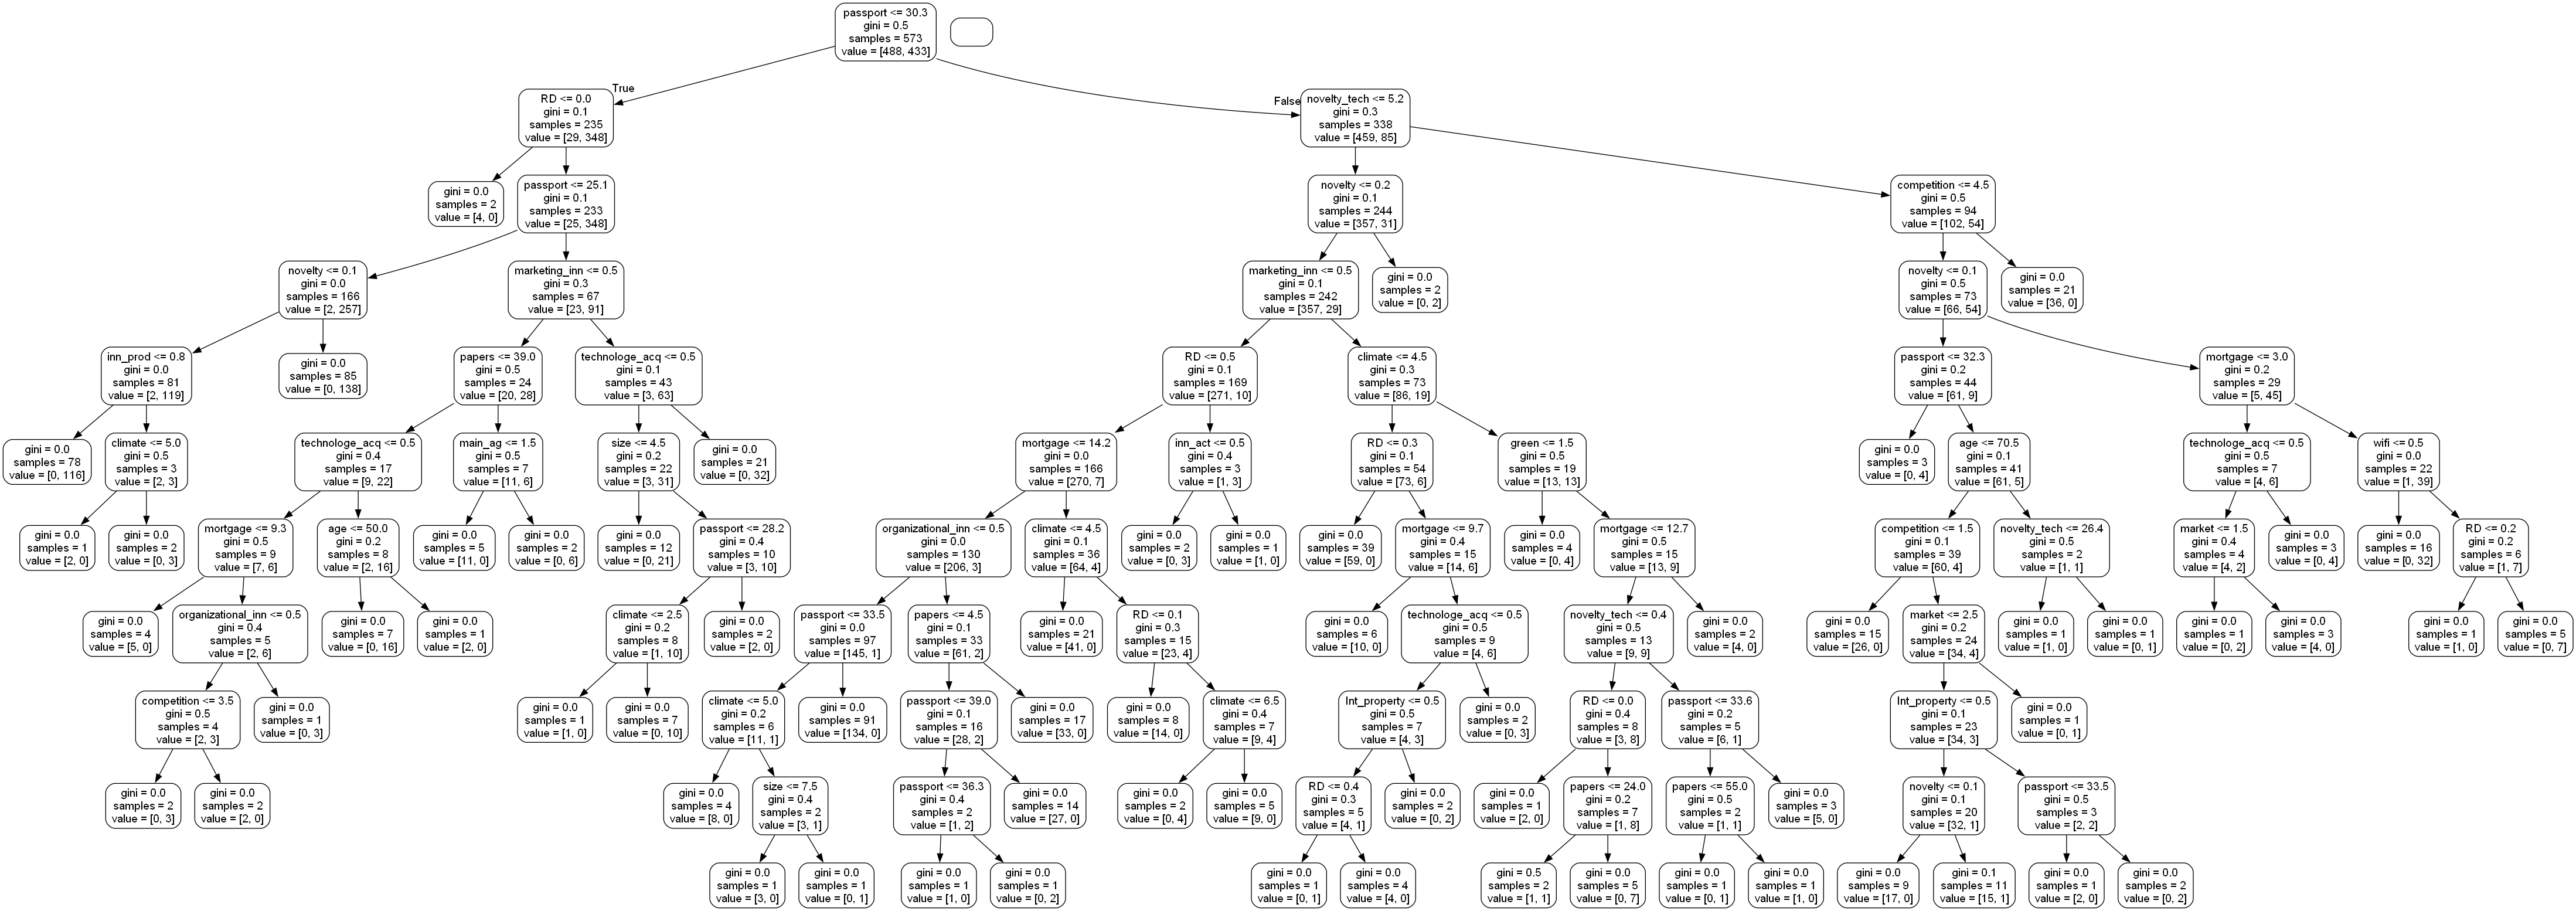 passport <= 30.3
gini = 0.5
samples = 573
value = [488, 433]
True
False
RD <= 0.0
gini = 0.1
samples = 235
value = [29, 348]
novelty_tech <= 5.2
gini = 0.3
samples = 338
value = [459, 85]
gini = 0.0
samples = 2
value = [4, 0]
passport <= 25.1
gini = 0.1
samples = 233
value = [25, 348]
novelty <= 0.2
gini = 0.1
samples = 244
value = [357, 31]
competition <= 4.5
gini = 0.5
samples = 94
value = [102, 54]
novelty <= 0.1
gini = 0.0
samples = 166
value = [2, 257]
marketing_inn <= 0.5
gini = 0.3
samples = 67
value = [23, 91]
marketing_inn <= 0.5
gini = 0.1
samples = 242
value = [357, 29]
gini = 0.0
samples = 2
value = [0, 2]
novelty <= 0.1
gini = 0.5
samples = 73
value = [66, 54]
gini = 0.0
samples = 21
value = [36, 0]
inn_prod <= 0.8
gini = 0.0
samples = 81
value = [2, 119]
gini = 0.0
samples = 85
value = [0, 138]
papers <= 39.0
gini = 0.5
samples = 24
value = [20, 28]
technologe_acq <= 0.5
gini = 0.1
samples = 43
value = [3, 63]
RD <= 0.5
gini = 0.1
samples = 169
value = [271, 10]
climate <= 4.5
gini = 0.3
samples = 73
value = [86, 19]
passport <= 32.3
gini = 0.2
samples = 44
value = [61, 9]
mortgage <= 3.0
gini = 0.2
samples = 29
value = [5, 45]
gini = 0.0
samples = 78
value = [0, 116]
climate <= 5.0
gini = 0.5
samples = 3
value = [2, 3]
technologe_acq <= 0.5
gini = 0.4
samples = 17
value = [9, 22]
main_ag <= 1.5
gini = 0.5
samples = 7
value = [11, 6]
size <= 4.5
gini = 0.2
samples = 22
value = [3, 31]
gini = 0.0
samples = 21
value = [0, 32]
mortgage <= 14.2
gini = 0.0
samples = 166
value = [270, 7]
inn_act <= 0.5
gini = 0.4
samples = 3
value = [1, 3]
RD <= 0.3
gini = 0.1
samples = 54
value = [73, 6]
green <= 1.5
gini = 0.5
samples = 19
value = [13, 13]
gini = 0.0
samples = 3
value = [0, 4]
age <= 70.5
gini = 0.1
samples = 41
value = [61, 5]
technologe_acq <= 0.5
gini = 0.5
samples = 7
value = [4, 6]
wifi <= 0.5
gini = 0.0
samples = 22
value = [1, 39]
gini = 0.0
samples = 1
value = [2, 0]
gini = 0.0
samples = 2
value = [0, 3]
mortgage <= 9.3
gini = 0.5
samples = 9
value = [7, 6]
age <= 50.0
gini = 0.2
samples = 8
value = [2, 16]
gini = 0.0
samples = 5
value = [11, 0]
gini = 0.0
samples = 2
value = [0, 6]
gini = 0.0
samples = 12
value = [0, 21]
passport <= 28.2
gini = 0.4
samples = 10
value = [3, 10]
organizational_inn <= 0.5
gini = 0.0
samples = 130
value = [206, 3]
climate <= 4.5
gini = 0.1
samples = 36
value = [64, 4]
gini = 0.0
samples = 2
value = [0, 3]
gini = 0.0
samples = 1
value = [1, 0]
gini = 0.0
samples = 39
value = [59, 0]
mortgage <= 9.7
gini = 0.4
samples = 15
value = [14, 6]
gini = 0.0
samples = 4
value = [0, 4]
mortgage <= 12.7
gini = 0.5
samples = 15
value = [13, 9]
competition <= 1.5
gini = 0.1
samples = 39
value = [60, 4]
novelty_tech <= 26.4
gini = 0.5
samples = 2
value = [1, 1]
market <= 1.5
gini = 0.4
samples = 4
value = [4, 2]
gini = 0.0
samples = 3
value = [0, 4]
gini = 0.0
samples = 16
value = [0, 32]
RD <= 0.2
gini = 0.2
samples = 6
value = [1, 7]
gini = 0.0
samples = 4
value = [5, 0]
organizational_inn <= 0.5
gini = 0.4
samples = 5
value = [2, 6]
gini = 0.0
samples = 7
value = [0, 16]
gini = 0.0
samples = 1
value = [2, 0]
climate <= 2.5
gini = 0.2
samples = 8
value = [1, 10]
gini = 0.0
samples = 2
value = [2, 0]
passport <= 33.5
gini = 0.0
samples = 97
value = [145, 1]
papers <= 4.5
gini = 0.1
samples = 33
value = [61, 2]
gini = 0.0
samples = 21
value = [41, 0]
RD <= 0.1
gini = 0.3
samples = 15
value = [23, 4]
gini = 0.0
samples = 6
value = [10, 0]
technologe_acq <= 0.5
gini = 0.5
samples = 9
value = [4, 6]
novelty_tech <= 0.4
gini = 0.5
samples = 13
value = [9, 9]
gini = 0.0
samples = 2
value = [4, 0]
gini = 0.0
samples = 15
value = [26, 0]
market <= 2.5
gini = 0.2
samples = 24
value = [34, 4]
gini = 0.0
samples = 1
value = [1, 0]
gini = 0.0
samples = 1
value = [0, 1]
gini = 0.0
samples = 1
value = [0, 2]
gini = 0.0
samples = 3
value = [4, 0]
gini = 0.0
samples = 1
value = [1, 0]
gini = 0.0
samples = 5
value = [0, 7]
competition <= 3.5
gini = 0.5
samples = 4
value = [2, 3]
gini = 0.0
samples = 1
value = [0, 3]
gini = 0.0
samples = 1
value = [1, 0]
gini = 0.0
samples = 7
value = [0, 10]
climate <= 5.0
gini = 0.2
samples = 6
value = [11, 1]
gini = 0.0
samples = 91
value = [134, 0]
passport <= 39.0
gini = 0.1
samples = 16
value = [28, 2]
gini = 0.0
samples = 17
value = [33, 0]
gini = 0.0
samples = 8
value = [14, 0]
climate <= 6.5
gini = 0.4
samples = 7
value = [9, 4]
Int_property <= 0.5
gini = 0.5
samples = 7
value = [4, 3]
gini = 0.0
samples = 2
value = [0, 3]
RD <= 0.0
gini = 0.4
samples = 8
value = [3, 8]
passport <= 33.6
gini = 0.2
samples = 5
value = [6, 1]
Int_property <= 0.5
gini = 0.1
samples = 23
value = [34, 3]
gini = 0.0
samples = 1
value = [0, 1]
gini = 0.0
samples = 2
value = [0, 3]
gini = 0.0
samples = 2
value = [2, 0]
gini = 0.0
samples = 4
value = [8, 0]
size <= 7.5
gini = 0.4
samples = 2
value = [3, 1]
passport <= 36.3
gini = 0.4
samples = 2
value = [1, 2]
gini = 0.0
samples = 14
value = [27, 0]
gini = 0.0
samples = 2
value = [0, 4]
gini = 0.0
samples = 5
value = [9, 0]
RD <= 0.4
gini = 0.3
samples = 5
value = [4, 1]
gini = 0.0
samples = 2
value = [0, 2]
gini = 0.0
samples = 1
value = [2, 0]
papers <= 24.0
gini = 0.2
samples = 7
value = [1, 8]
papers <= 55.0
gini = 0.5
samples = 2
value = [1, 1]
gini = 0.0
samples = 3
value = [5, 0]
novelty <= 0.1
gini = 0.1
samples = 20
value = [32, 1]
passport <= 33.5
gini = 0.5
samples = 3
value = [2, 2]
gini = 0.0
samples = 1
value = [3, 0]
gini = 0.0
samples = 1
value = [0, 1]
gini = 0.0
samples = 1
value = [1, 0]
gini = 0.0
samples = 1
value = [0, 2]
gini = 0.0
samples = 1
value = [0, 1]
gini = 0.0
samples = 4
value = [4, 0]
gini = 0.5
samples = 2
value = [1, 1]
gini = 0.0
samples = 5
value = [0, 7]
gini = 0.0
samples = 1
value = [0, 1]
gini = 0.0
samples = 1
value = [1, 0]
gini = 0.0
samples = 9
value = [17, 0]
gini = 0.1
samples = 11
value = [15, 1]
gini = 0.0
samples = 1
value = [2, 0]
gini = 0.0
samples = 2
value = [0, 2]